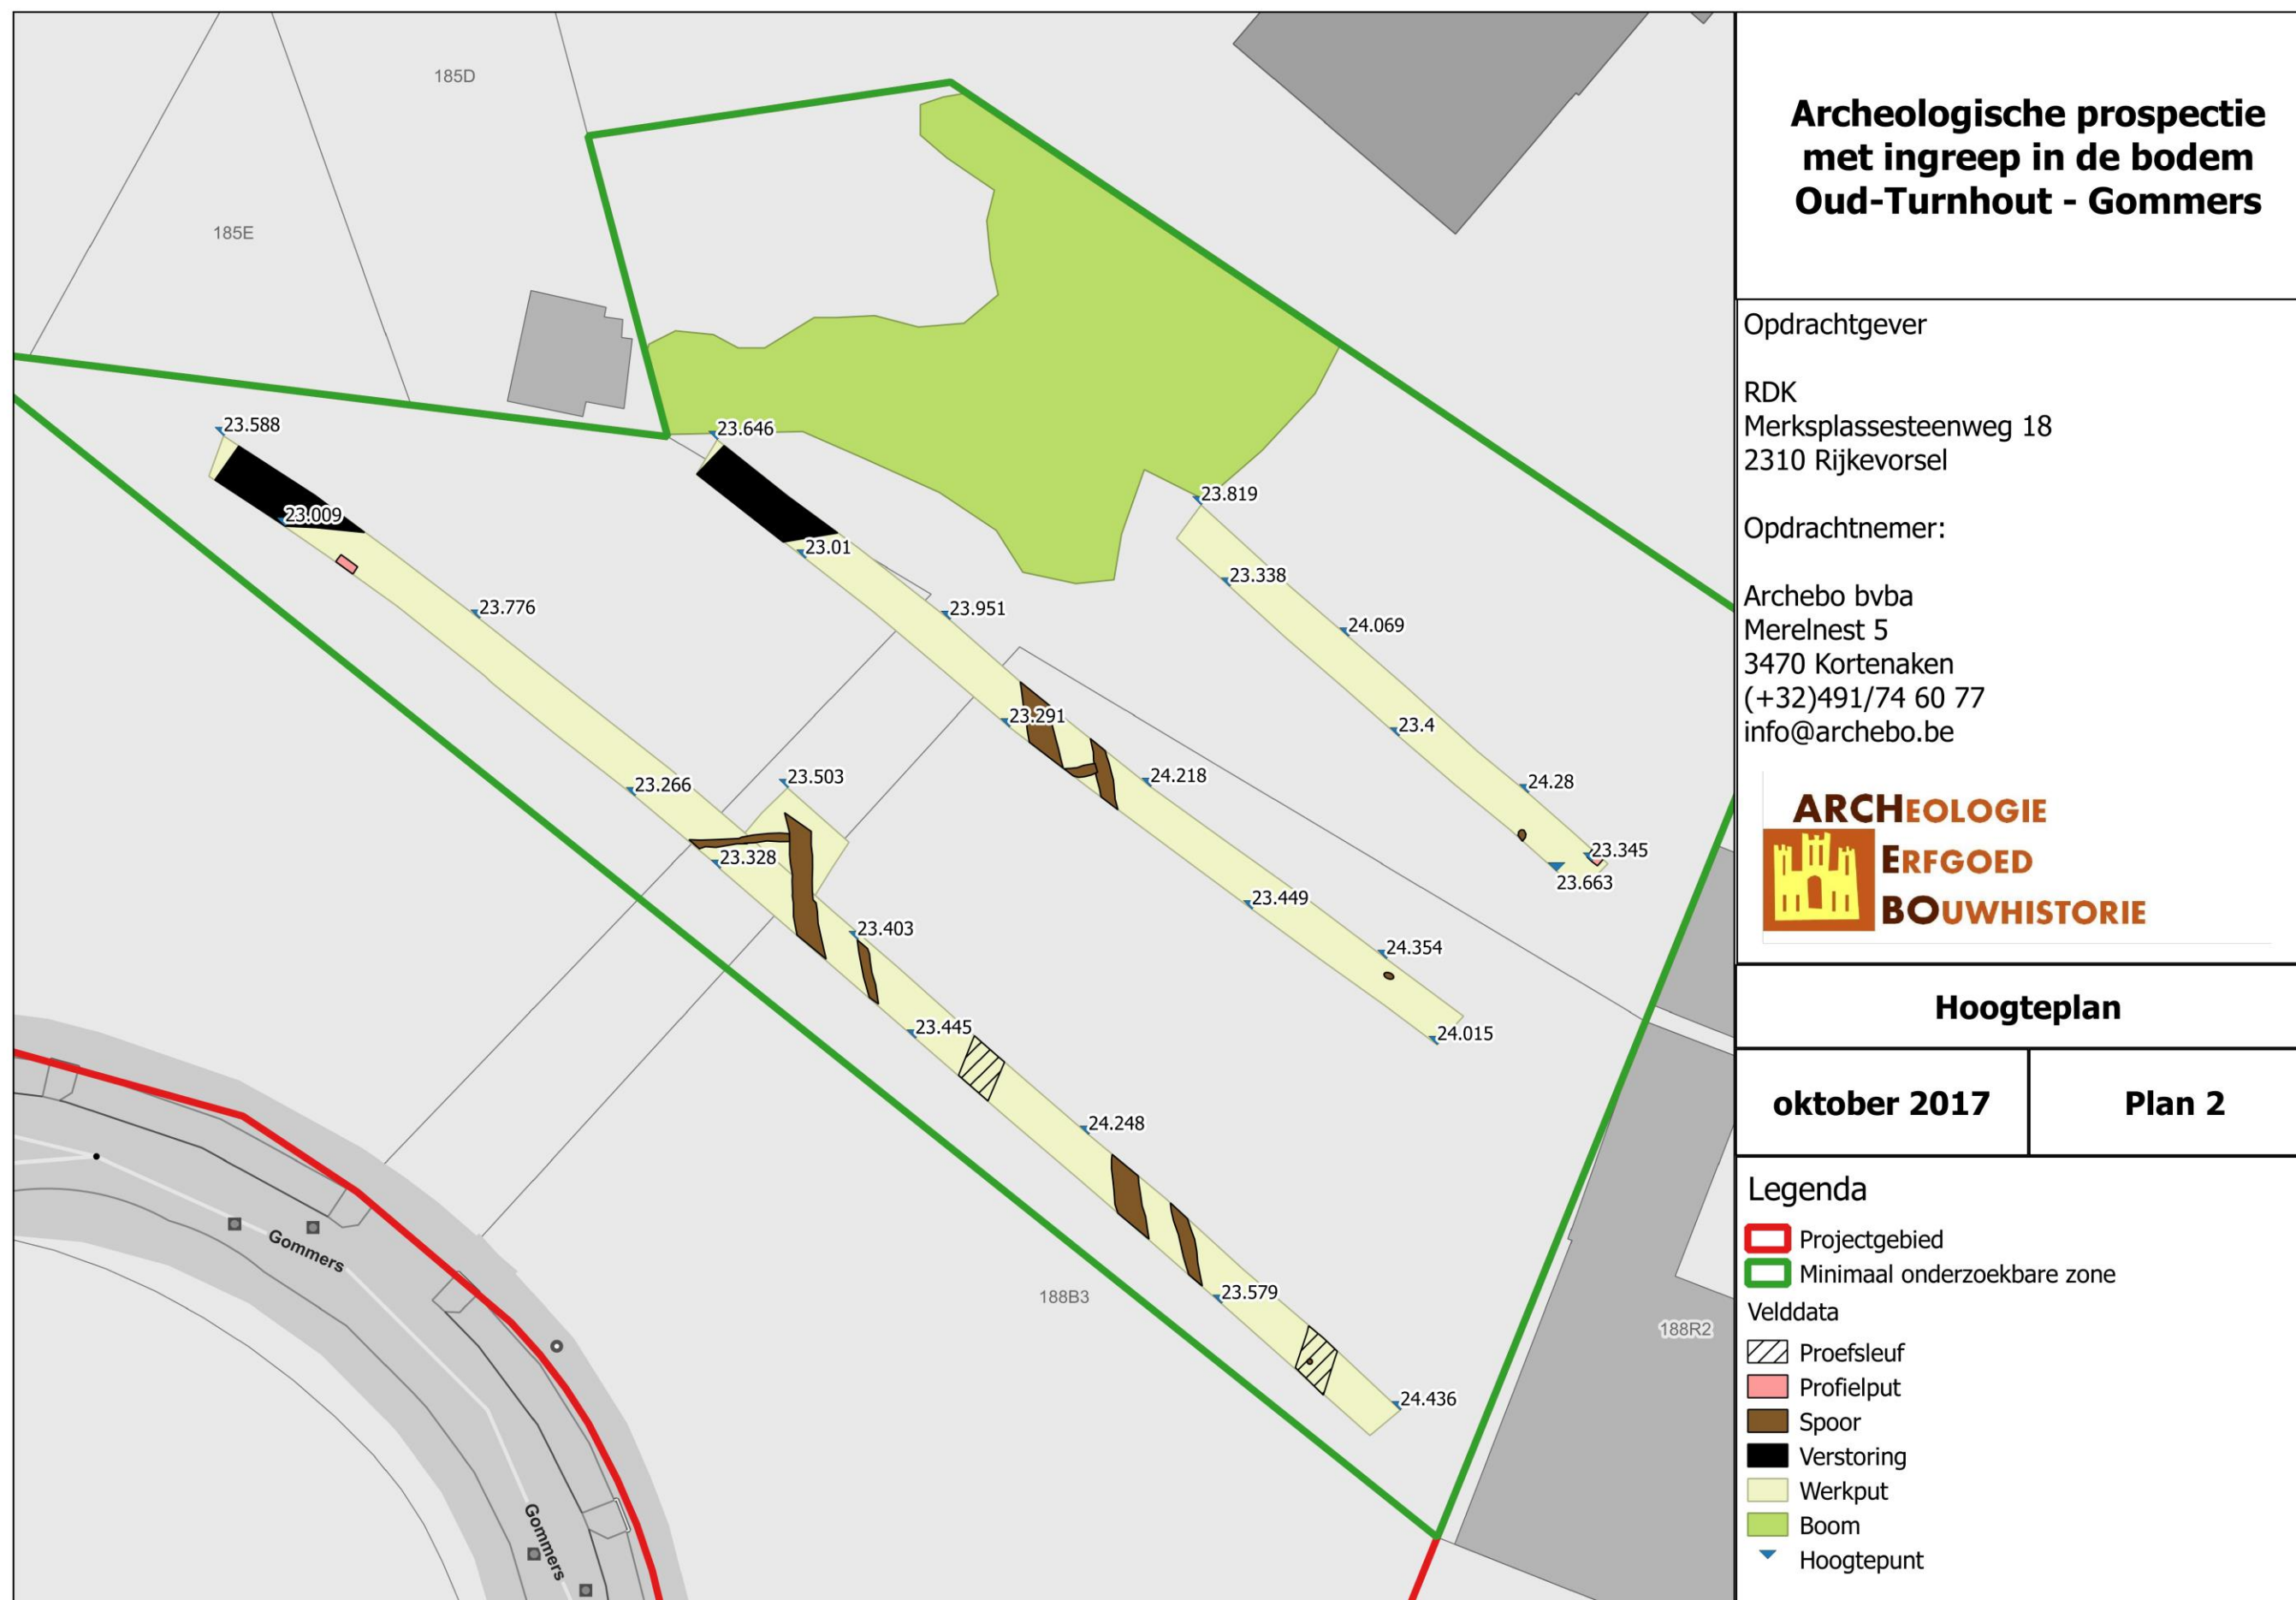 185D
185E
23.588
23.646
23.009
23.01
23.819
23.776
23.951
23.338
24.069
23.291
23.4
23.266
23.503
24.218
24.28
23.328
23.345
23.663
23.403
23.449
24.354
23.445
24.015
24.248
23.579
24.436
188B3
188R2
Gommers
Gommers
Archeologische prospectie
met ingreep in de bodem
Oud-Turnhout - Gommers
Opdrachtgever
RDK
Merksplassesteenweg 18
2310 Rijkevorsel
Opdrachtnemer:
Archebo bvba
Merelnest 5
3470 Kortenaken
(+32)491/74 60 77
info@archebo.be
ARCHEOLOGIE
ERFGOED
BOUWHISTORIE
Hoogteplan
oktober 2017
Plan 2
Legenda
Projectgebied
Minimaal onderzoekbare zone
Velddata
Proefsleuf
Profielput
Spoor
Verstoring
Werkput
Boom
Hoogtepunt